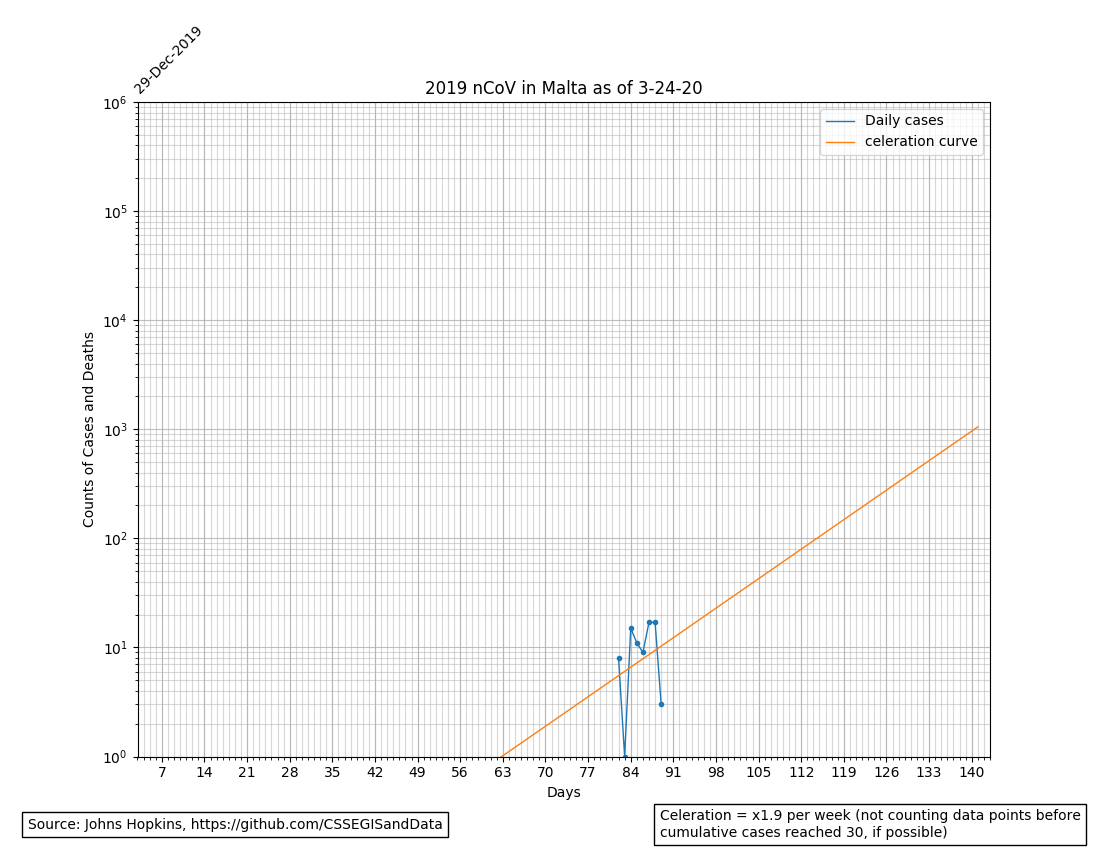 29-Dec-2019
2019 nCoV in Malta as of 3-24-20
Daily cases
celeration curve
Counts of Cases and Deaths
10^6
10^5
10^4
10^3
10^2
10^1
10^0
7 14 21 28 35 42 49 56 63 70 77 84 91 98 105 112 119 126 133 140
Days
Source: Johns Hopkins, https://github.com/CSSEGISandData
Celeration = x1.9 per week (not counting data points before
cumulative cases reached 30, if possible)